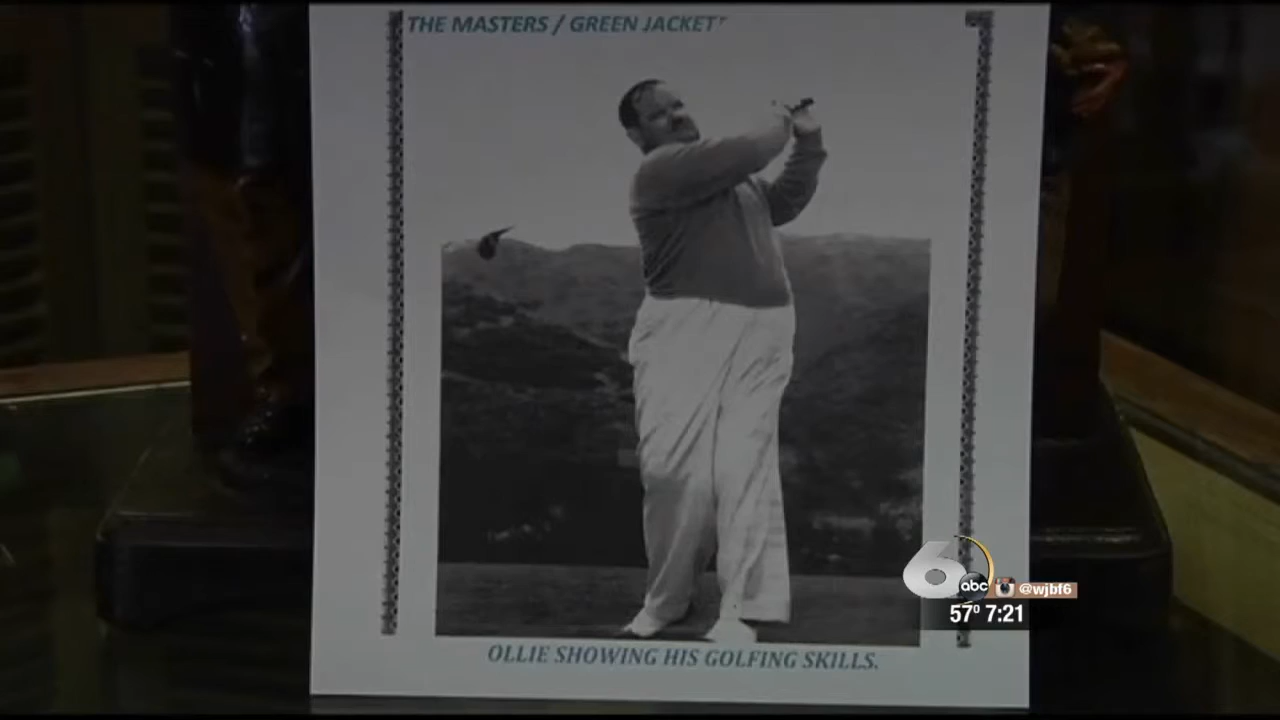 THE MASTERS / GREEN JACKET
OLLIE SHOWING HIS GOLFING SKILLS.
6
abc
@wjbf6
57° 7:21